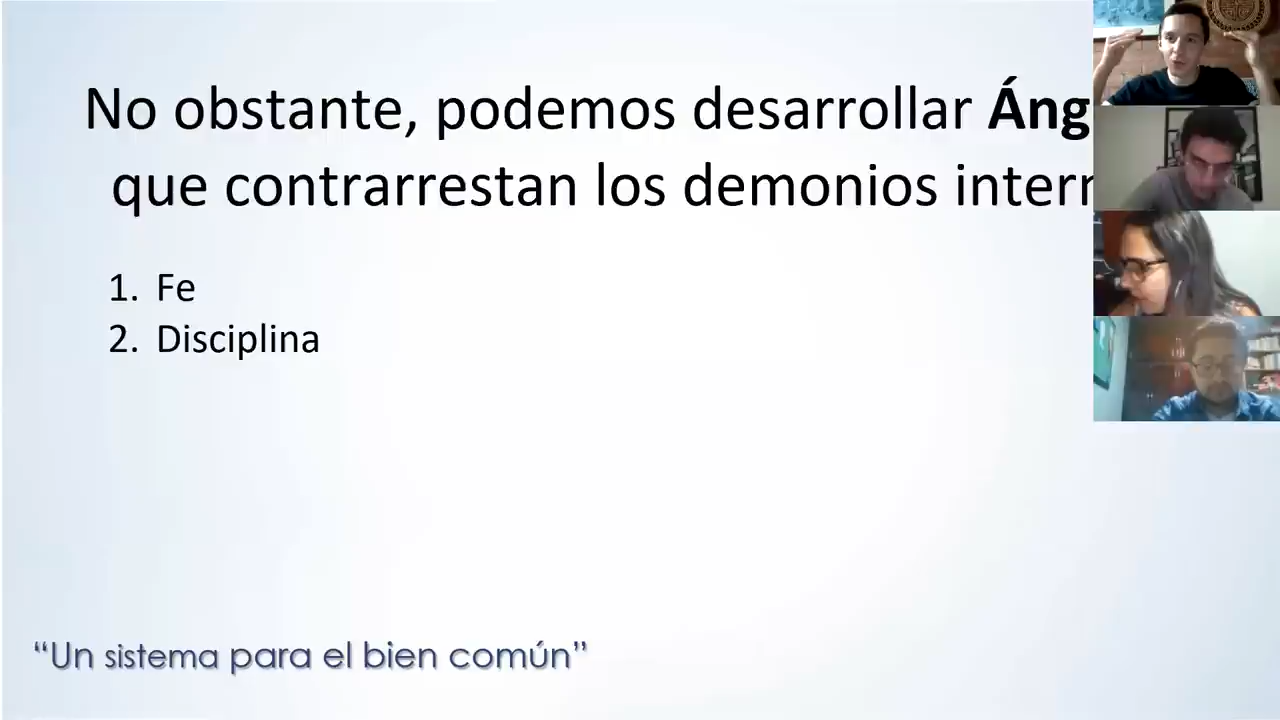 No obstante, podemos desarrollar Áng
que contrarrestan los demonios inter
1. Fe
2. Disciplina
“Un sistema para el bien común”